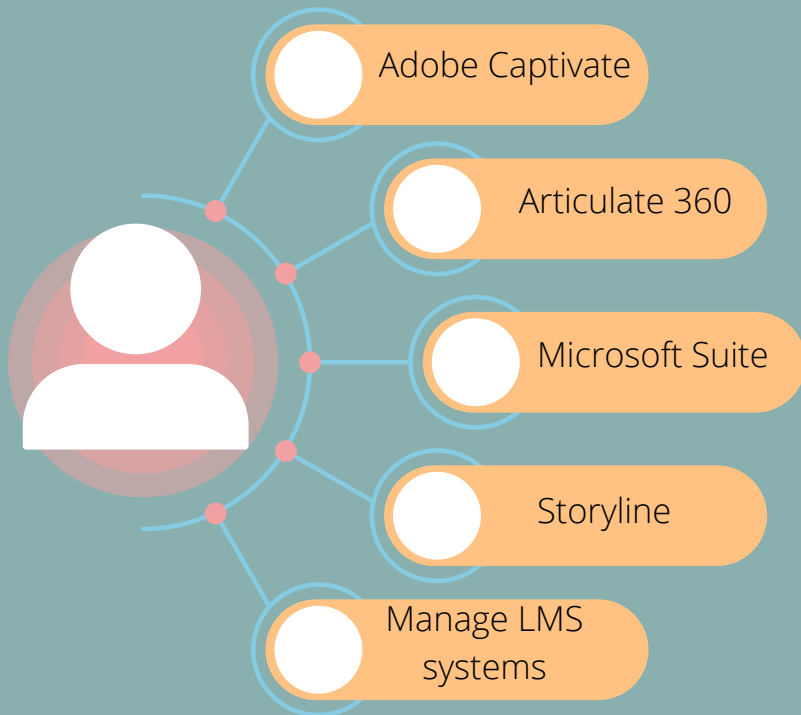 Adobe Captivate
Articulate 360
Microsoft Suite
Storyline
Manage LMS
systems